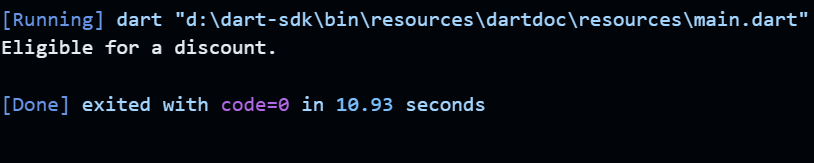 [Running] dart "d:\dart-sdk\bin\resources\dartdoc\resources\main.dart"
Eligible for a discount.
[Done] exited with code=0 in 10.93 seconds